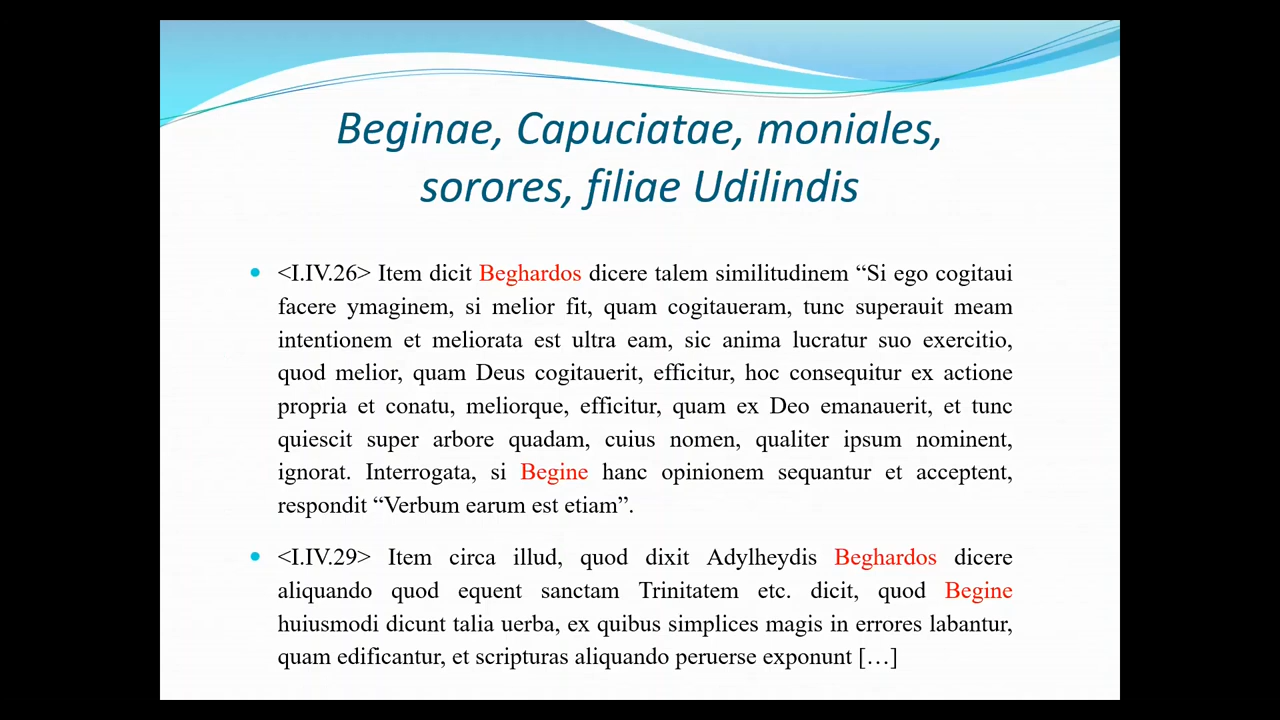 Beginae, Capuciatae, moniales,
sorores, filiae Udilindis
• <I.IV.26> Item dicit Beghardos dicere talem similitudinem “Si ego cogitaui
facere ymaginem, si melior fit, quam cogitaueram, tunc superauit meam
intentionem et meliorata est ultra eam, sic anima lucratur suo exercitio,
quod melior, quam Deus cogitauerit, efficitur, hoc consequitur ex actione
propria et conatu, meliorque, efficitur, quam ex Deo emanauerit, et tunc
quiescit super arbore quadam, cuius nomen, qualiter ipsum nominent,
ignorat. Interrogata, si Begine hanc opinionem sequantur et acceptent,
respondit “Verbum earum est etiam”.
• <I.IV.29> Item circa illud, quod dixit Adylheydis Beghardos dicere
aliquando quod equent sanctam Trinitatem etc. dicit, quod Begine
huiusmodi dicunt talia uerba, ex quibus simplices magis in errores labantur,
quam edificantur, et scripturas aliquando peruerse exponunt […]